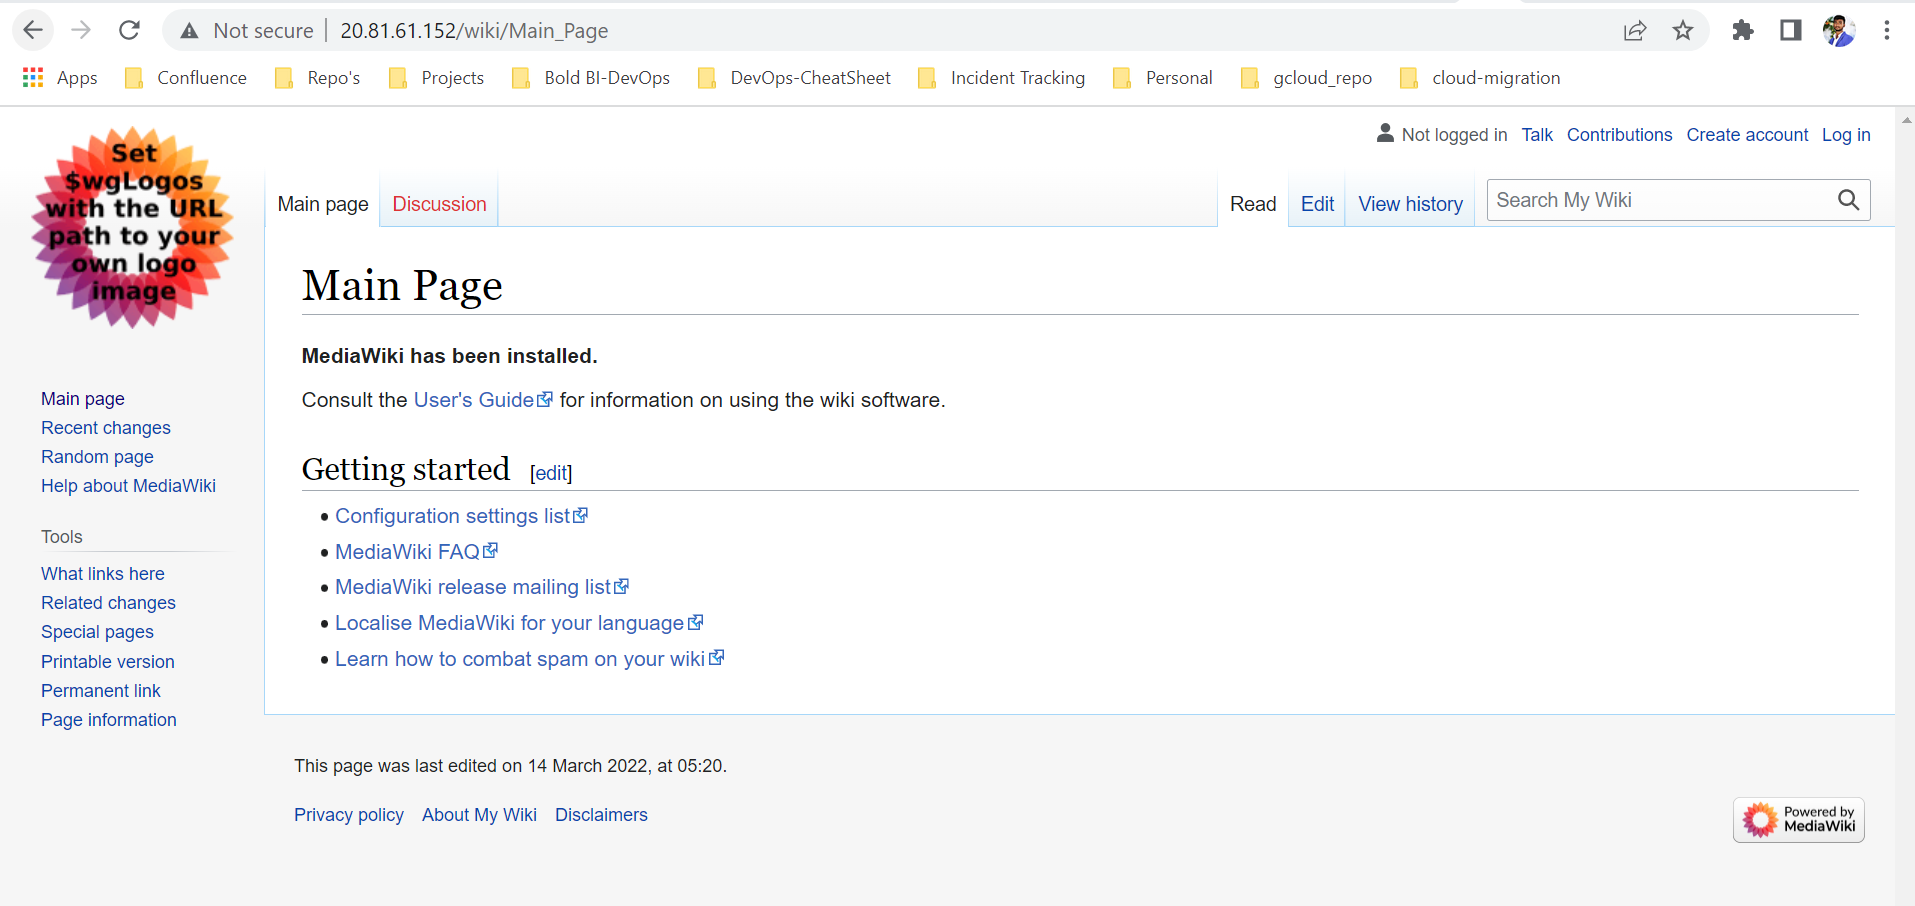 Not secure | 20.81.61.152/wiki/Main_Page
Apps Confluence Repo's Projects Bold BI-DevOps DevOps-CheatSheet Incident Tracking Personal gcloud_repo cloud-migration
Not logged in Talk Contributions Create account Log in
Set
$wgLogos
with the URL
path to your
own logo
image
Main page Discussion Read Edit View history Search My Wiki
Main Page
MediaWiki has been installed.
Consult the User's Guide for information on using the wiki software.
Getting started [edit]
• Configuration settings list
• MediaWiki FAQ
• MediaWiki release mailing list
• Localise MediaWiki for your language
• Learn how to combat spam on your wiki
Main page
Recent changes
Random page
Help about MediaWiki
Tools
What links here
Related changes
Special pages
Printable version
Permanent link
Page information
This page was last edited on 14 March 2022, at 05:20.
Privacy policy About My Wiki Disclaimers
Powered by
MediaWiki